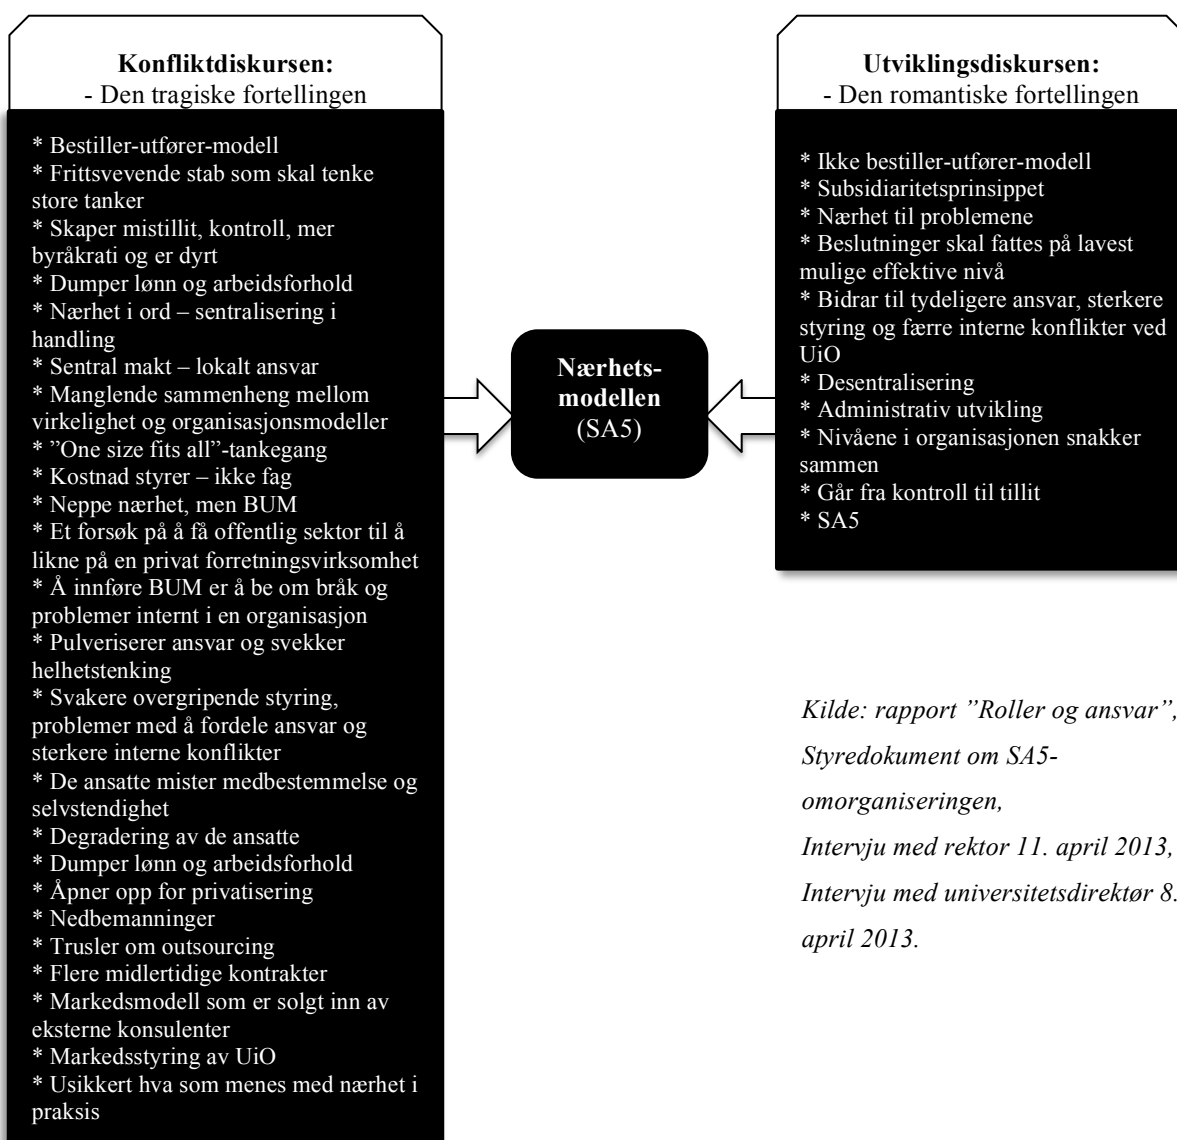 Konfliktdiskursen:
- Den tragiske fortellingen
* Bestiller-utfører-modell
* Frittsvevende stab som skal tenke
store tanker
* Skaper mistillit, kontroll, mer
byråkrati og er dyrt
* Dumper lønn og arbeidsforhold
* Nærhet i ord – sentralisering i
handling
* Sentral makt – lokalt ansvar
* Manglende sammenheng mellom
virkelighet og organisasjonsmodeller
* ”One size fits all”-tankegang
* Kostnad styrer – ikke fag
* Neppe nærhet, men BUM
* Et forsøk på å få offentlig sektor til å
likne på en privat forretningsvirksomhet
* Å innføre BUM er å be om bråk og
problemer internt i en organisasjon
* Pulveriserer ansvar og svekker
helhetstenking
* Svakere overgripende styring,
problemer med å fordele ansvar og
sterkere interne konflikter
* De ansatte mister medbestemmelse og
selvstendighet
* Degradering av de ansatte
* Dumper lønn og arbeidsforhold
* Åpner opp for privatisering
* Nedbemanninger
* Trusler om outsourcing
* Flere midlertidige kontrakter
* Markedsmodell som er solgt inn av
eksterne konsulenter
* Markedsstyring av UiO
* Usikkert hva som menes med nærhet i
praksis
Nærhets-
modellen
(SA5)
Utviklingsdiskursen:
- Den romantiske fortellingen
* Ikke bestiller-utfører-modell
* Subsidiaritetsprinsippet
* Nærhet til problemene
* Beslutninger skal fattes på lavest
mulige effektive nivå
* Bidrar til tydeligere ansvar, sterkere
styring og færre interne konflikter ved
UiO
* Desentralisering
* Administrativ utvikling
* Nivåene i organisasjonen snakker
sammen
* Går fra kontroll til tillit
* SA5
Kilde: rapport ”Roller og ansvar”,
Styredokument om SA5-
omorganiseringen,
Intervju med rektor 11. april 2013,
Intervju med universitetsdirektør 8.
april 2013.